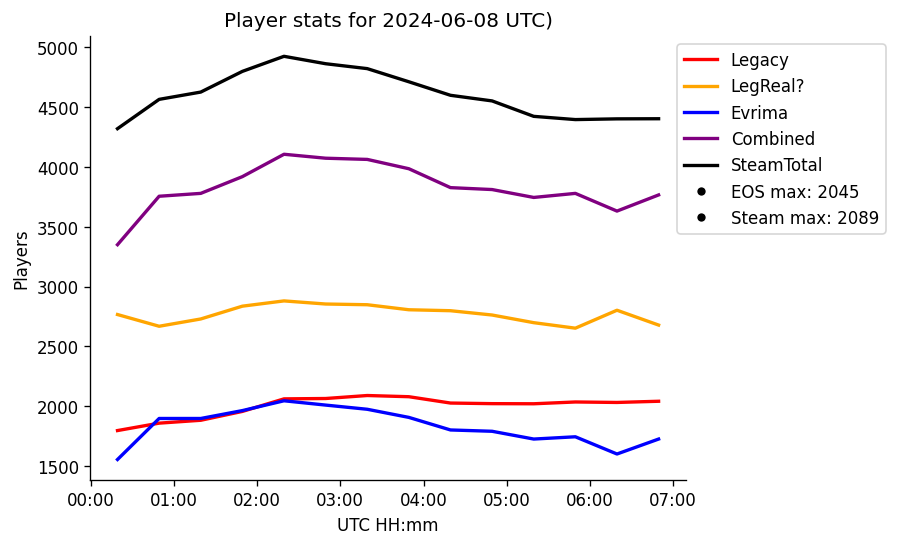 Player stats for 2024-06-08 UTC)
Players
5000
4500
4000
3500
3000
2500
2000
1500
00:00 01:00 02:00 03:00 04:00 05:00 06:00 07:00
UTC HH:mm
Legacy
LegReal?
Evrima
Combined
SteamTotal
EOS max: 2045
Steam max: 2089